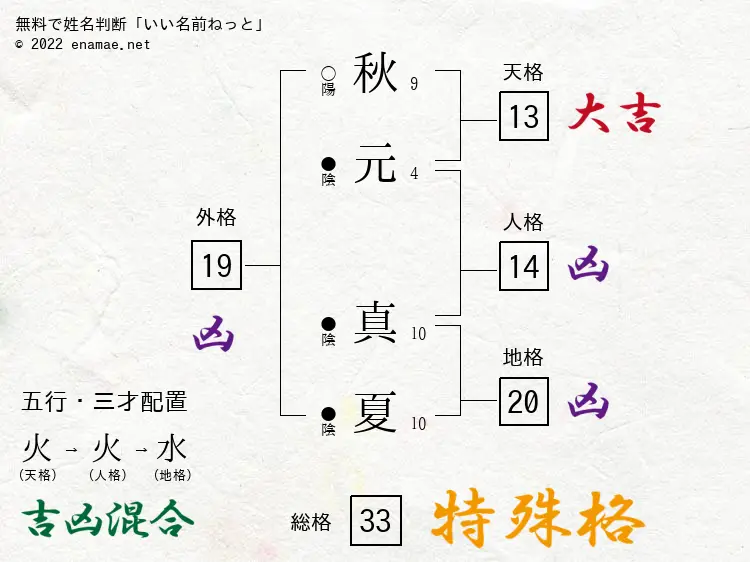 無料で姓名判断「いい名前ねっと」
© 2022 enamae.net
○
陽
秋 9
天格
13 大吉
●
陰
元 4
外格
19
凶
人格
14 凶
●
陰
真 10
地格
20 凶
●
陰
夏 10
五行・三才配置
火→火→水
(天格) (人格) (地格)
吉凶混合
総格 33 特殊格